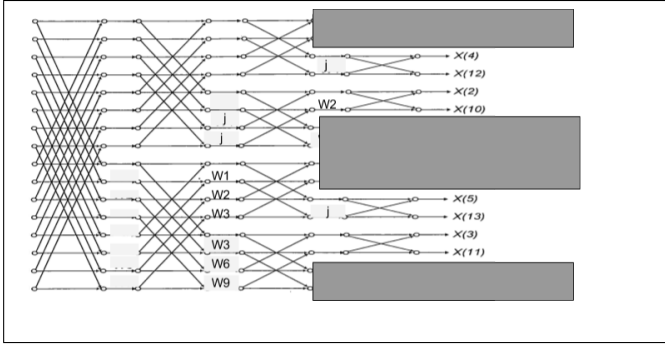 j X(4)
X(12)
X(2)
W2 X(10)
j
j
W1
W2 X(5)
W3 j X(13)
X(3)
W3 X(11)
W6
W9